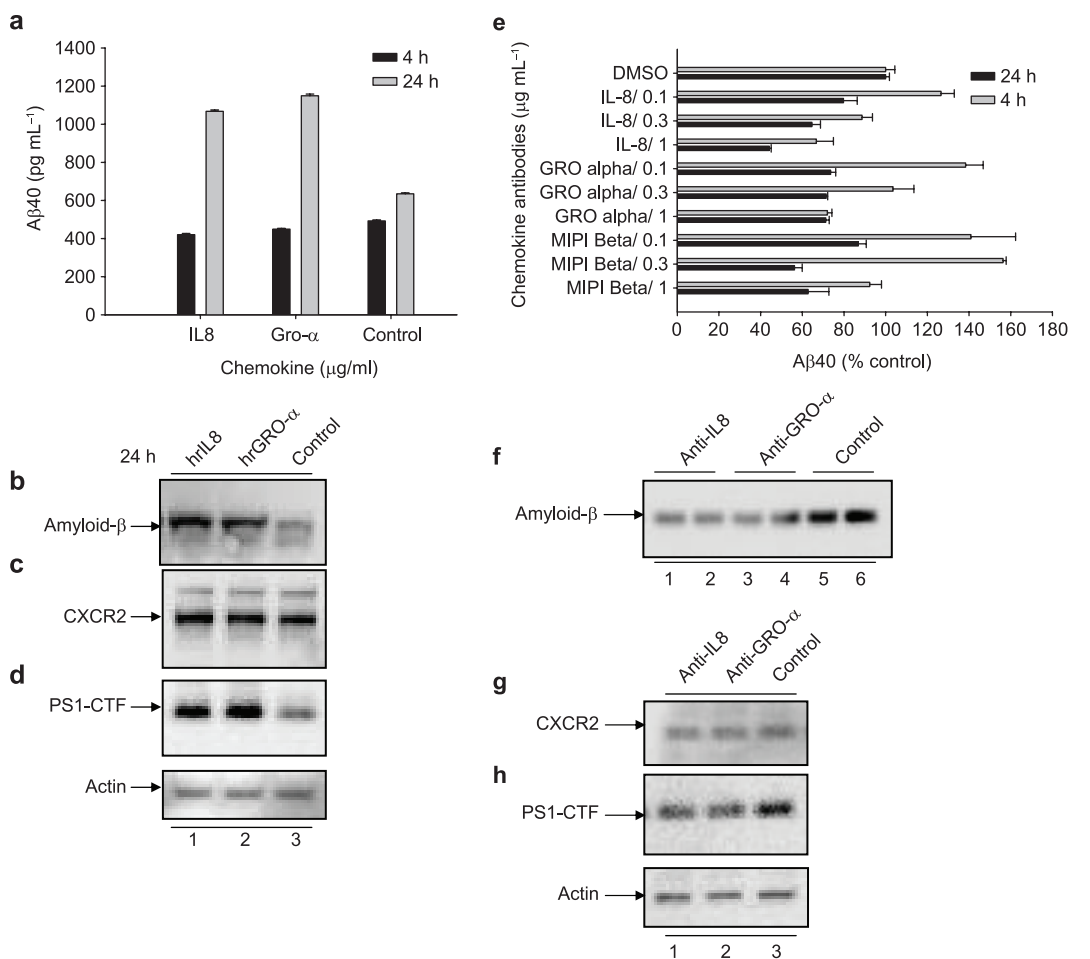 a
1400
1200
1000
800
600
400
200
0
Aβ40 (pg mL⁻¹)
4 h
24 h
IL8 Gro-α Control
Chemokine (μg/ml)
24 h hrIL8 hrGRO-α Control
b
Amyloid-β
c
CXCR2
d
PS1-CTF
Actin
1 2 3
e
Chemokine antibodies (μg mL⁻¹)
DMSO
IL-8/ 0.1
IL-8/ 0.3
IL-8/ 1
GRO alpha/ 0.1
GRO alpha/ 0.3
GRO alpha/ 1
MIPI Beta/ 0.1
MIPI Beta/ 0.3
MIPI Beta/ 1
24 h
4 h
0 20 40 60 80 100 120 140 160 180
Aβ40 (% control)
f
Anti-IL8 Anti-GRO-α Control
Amyloid-β
1 2 3 4 5 6
Anti-IL8 Anti-GRO-α Control
g
CXCR2
h
PS1-CTF
Actin
1 2 3